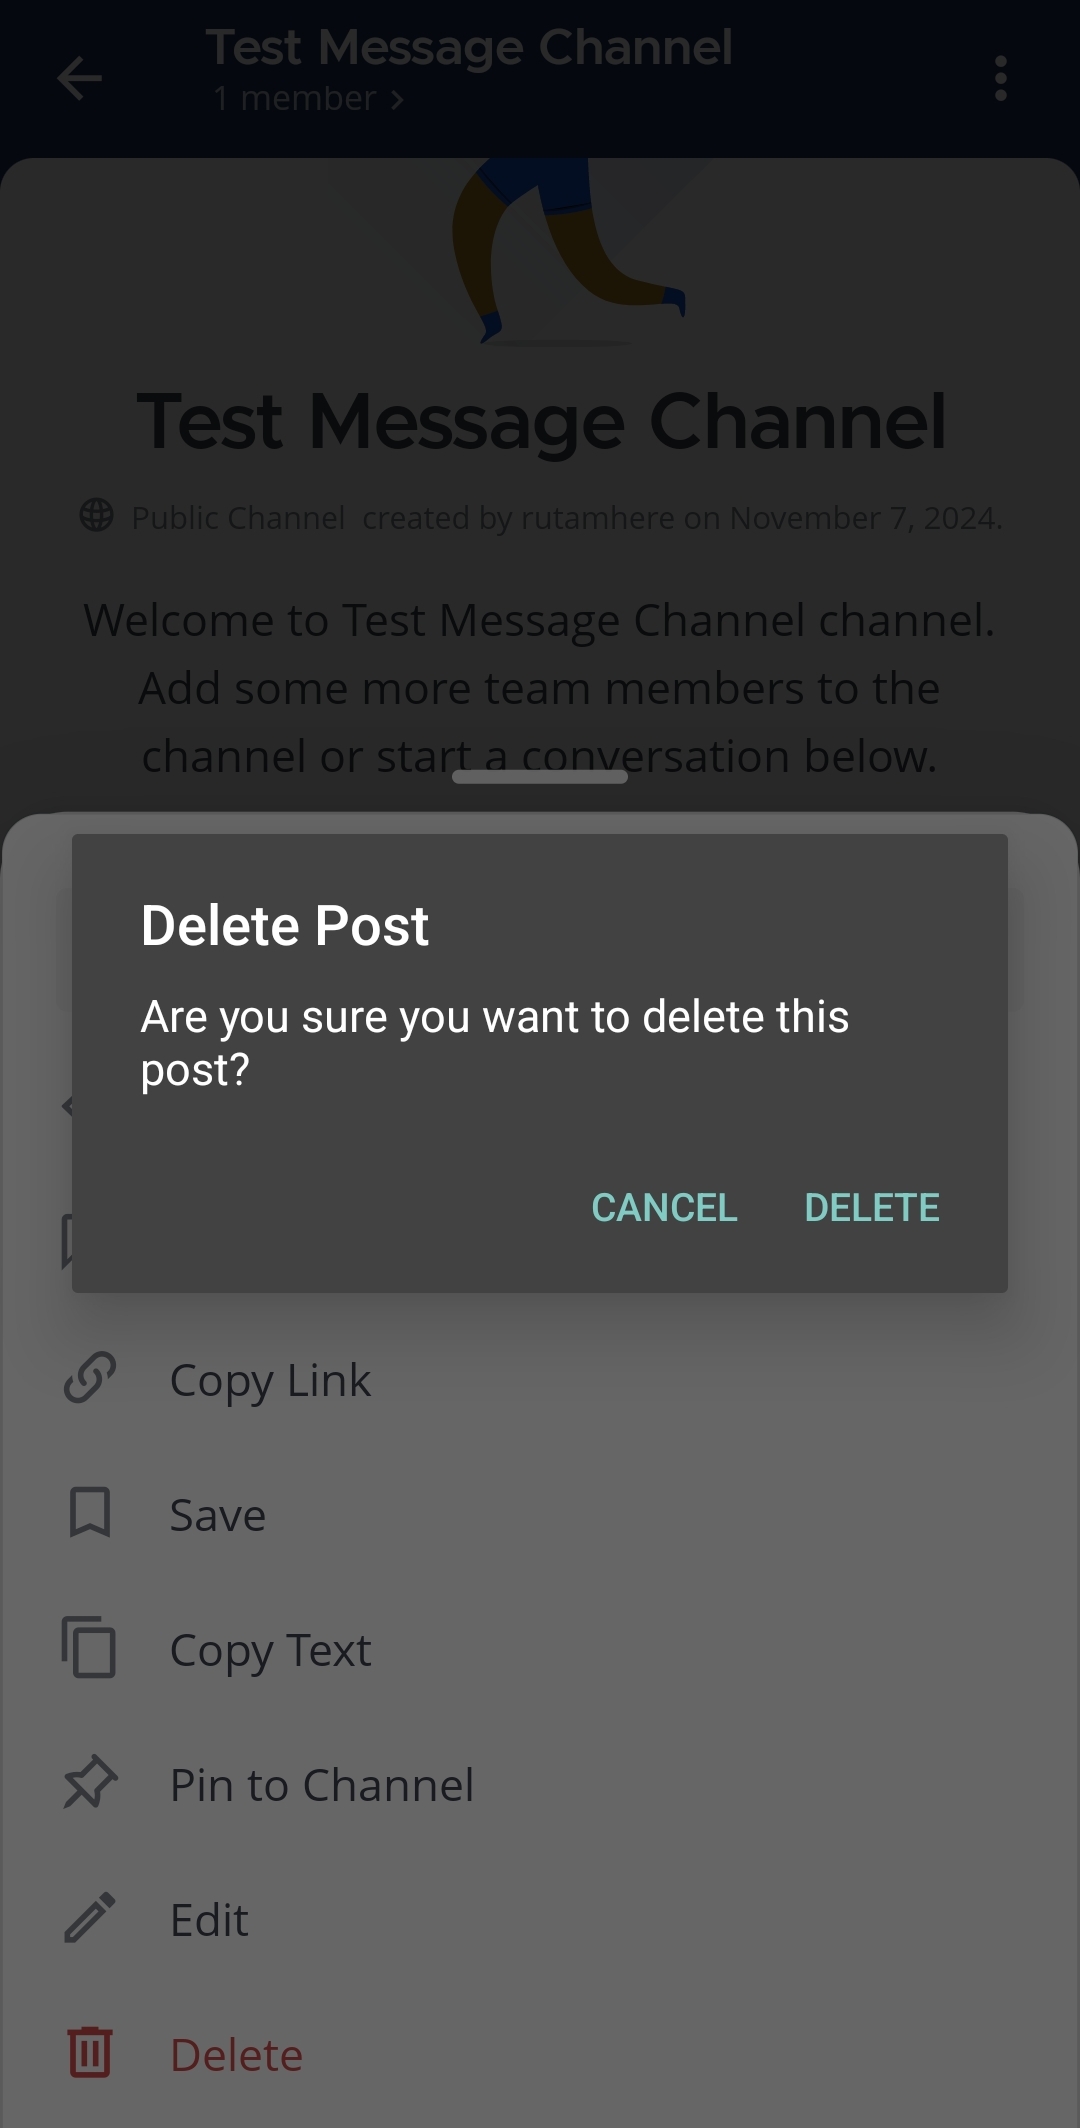 Test Message Channel
1 member
Test Message Channel
Public Channel created by rutamhere on November 7, 2024.
Welcome to Test Message Channel channel.
Add some more team members to the
channel or start a conversation below.
Delete Post
Are you sure you want to delete this
post?
CANCEL DELETE
Copy Link
Save
Copy Text
Pin to Channel
Edit
Delete